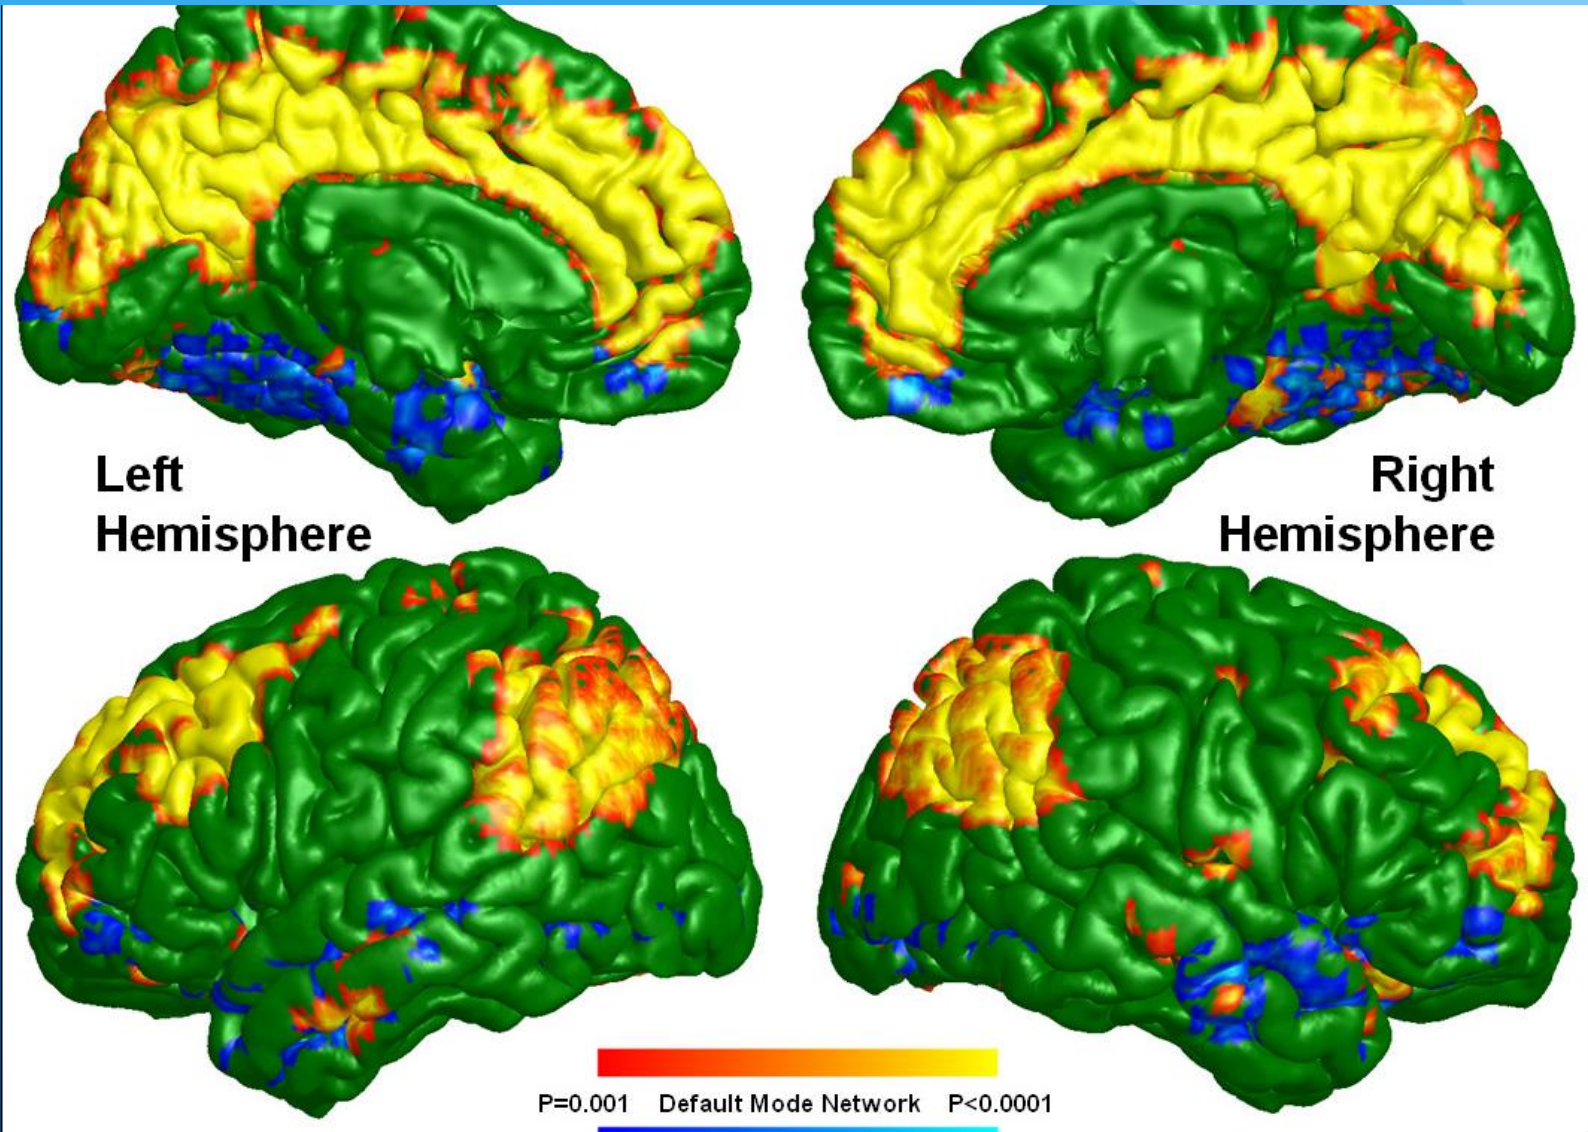 Left
Hemisphere
Right
Hemisphere
P=0.001 Default Mode Network P<0.0001